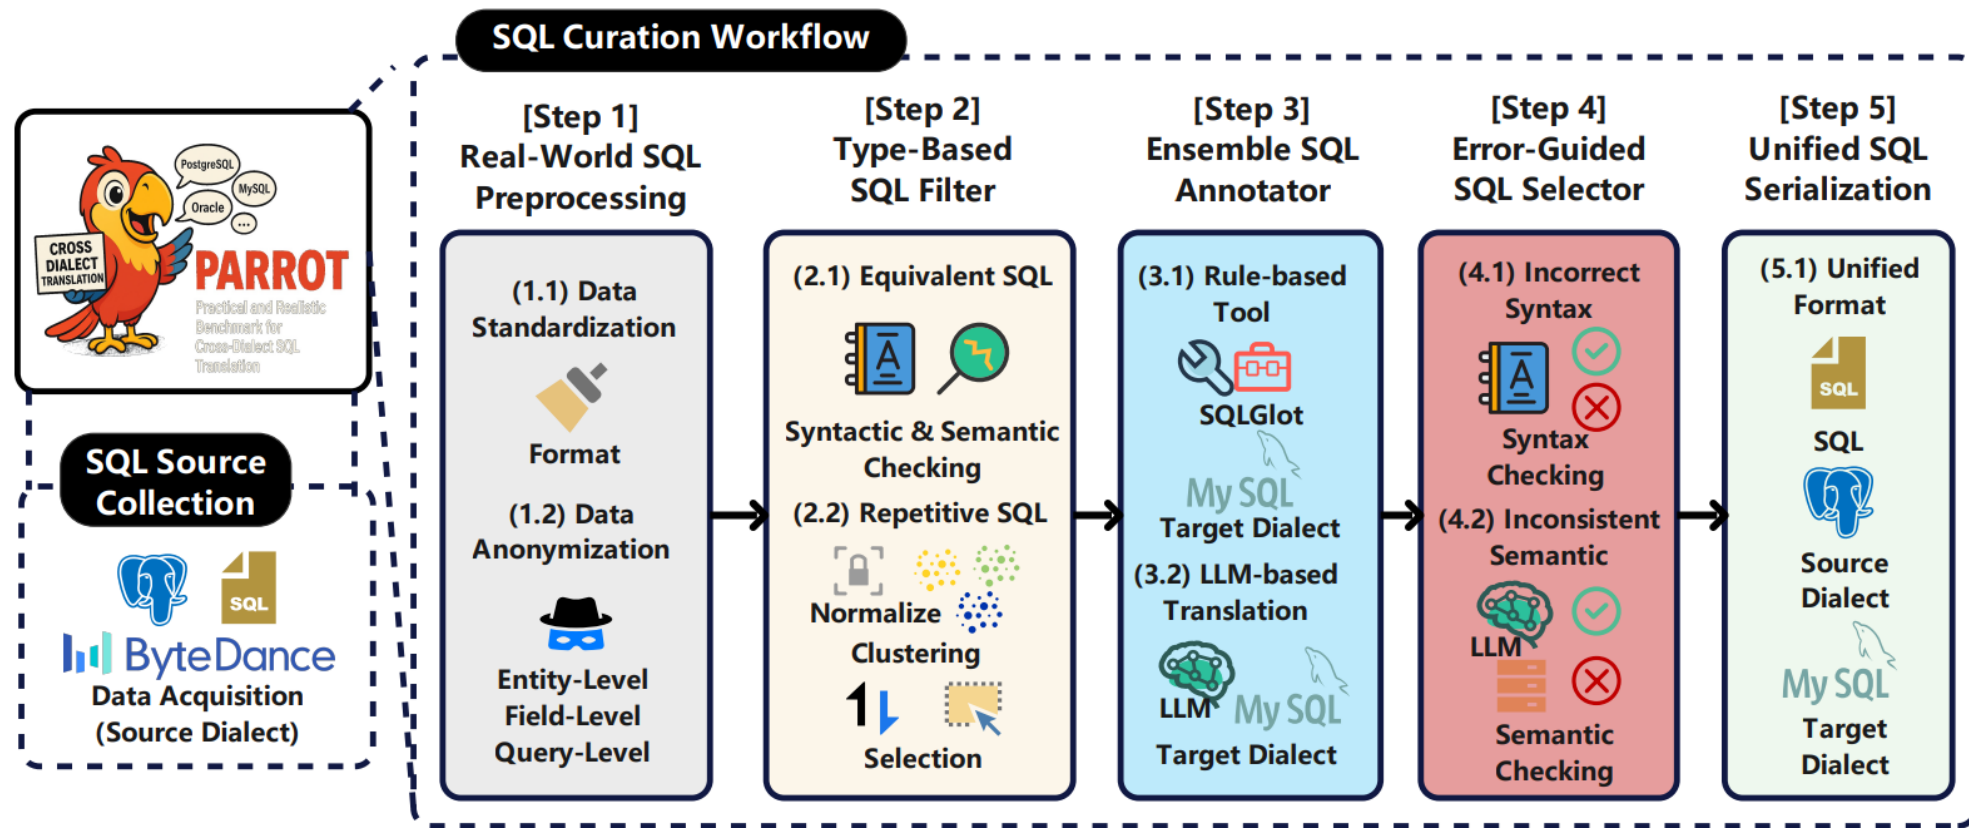 SQL Curation Workflow
PostgreSQL
MySQL
Oracle
...
CROSS
DIALECT
TRANSLATION
PARROT
Practical and Realistic
Benchmark for
Cross-Dialect SQL
Translation
SQL Source
Collection
SQL
ByteDance
Data Acquisition
(Source Dialect)
[Step 1]
Real-World SQL
Preprocessing
(1.1) Data
Standardization
Format
(1.2) Data
Anonymization
Entity-Level
Field-Level
Query-Level
[Step 2]
Type-Based
SQL Filter
(2.1) Equivalent SQL
A
Syntactic & Semantic
Checking
(2.2) Repetitive SQL
Normalize
Clustering
Selection
[Step 3]
Ensemble SQL
Annotator
(3.1) Rule-based
Tool
SQLGlot
My SQL
Target Dialect
(3.2) LLM-based
Translation
LLM
My SQL
Target Dialect
[Step 4]
Error-Guided
SQL Selector
(4.1) Incorrect
Syntax
A
Syntax
Checking
(4.2) Inconsistent
Semantic
LLM
Semantic
Checking
[Step 5]
Unified SQL
Serialization
(5.1) Unified
Format
SQL
SQL
Source
Dialect
My SQL
Target
Dialect